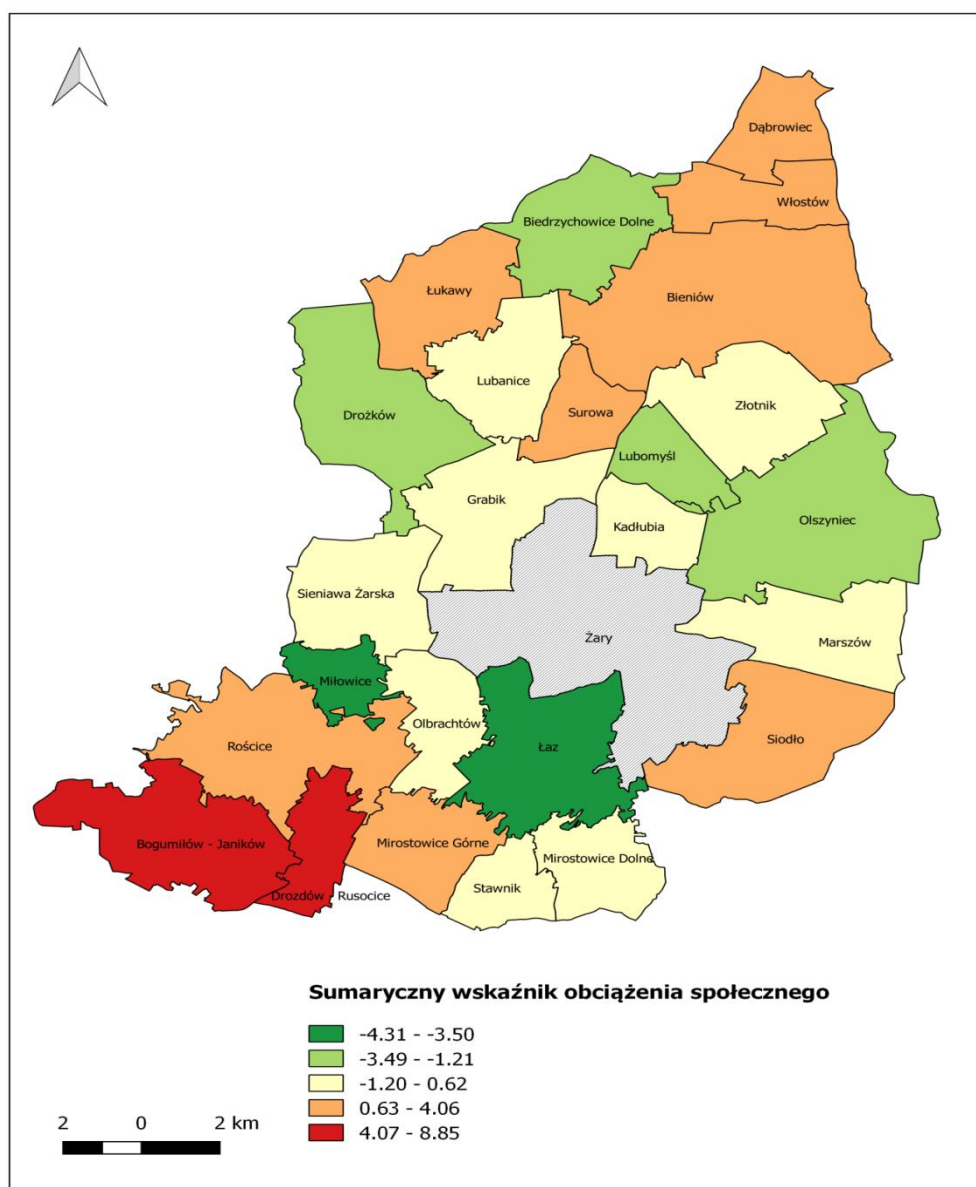 Dąbrowiec
Włostów
Biedrzychowice Dolne
Łukawy
Bieniów
Lubanice
Złotnik
Drożków
Surowa
Lubomyśl
Grabik
Kadłubia
Olszyniec
Sieniawa Żarska
Żary
Marszów
Miłowice
Olbrachtów
Rościce
Łaz
Siodło
Bogumiłów - Janików
Mirostowice Górne
Mirostowice Dolne
Drozdów - Rusocice
Stawnik
Sumaryczny wskaźnik obciążenia społecznego
-4.31 - -3.50
-3.49 - -1.21
-1.20 - 0.62
0.63 - 4.06
4.07 - 8.85
2 0 2 km